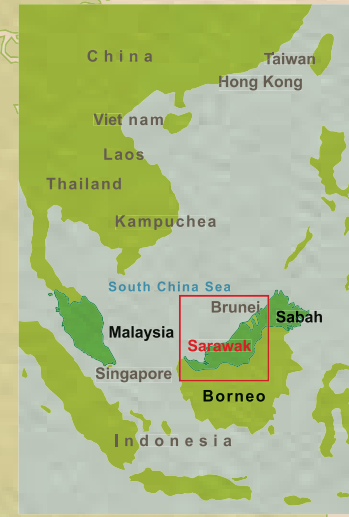 China
Taiwan
Hong Kong
Viet nam
Laos
Thailand
Kampuchea
South China Sea
Brunei
Sabah
Malaysia
Sarawak
Singapore
Borneo
Indonesia